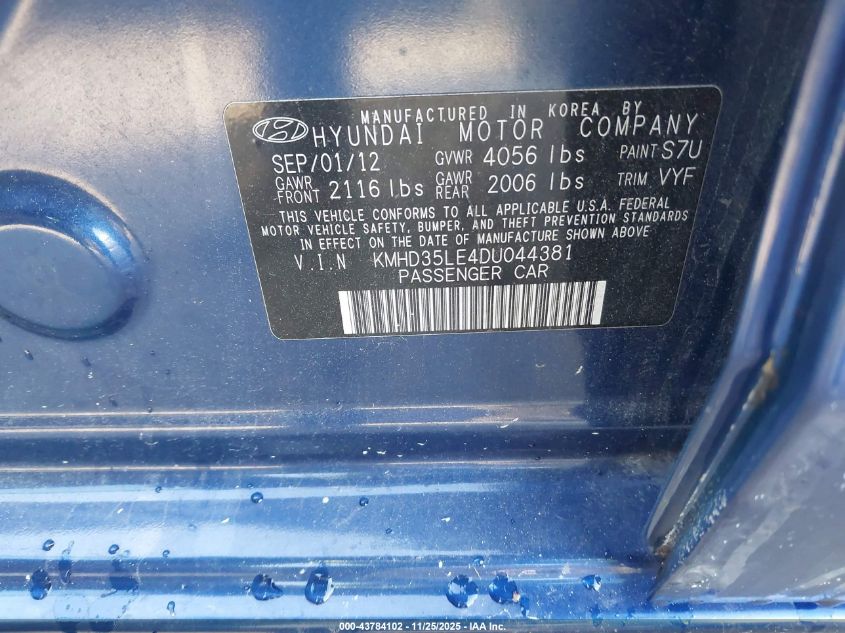 MANUFACTURED IN KOREA BY
HYUNDAI MOTOR COMPANY
SEP/01/12 GVWR 4056 lbs PAINT S7U
GAWR FRONT 2116 lbs GAWR REAR 2006 lbs TRIM VYF
THIS VEHICLE CONFORMS TO ALL APPLICABLE U.S.A. FEDERAL
MOTOR VEHICLE SAFETY, BUMPER, AND THEFT PREVENTION STANDARDS
IN EFFECT ON THE DATE OF MANUFACTURE SHOWN ABOVE
V.I.N KMHD35LE4DU044381
PASSENGER CAR
000-43784102 - 11/25/2025 - IAA Inc.